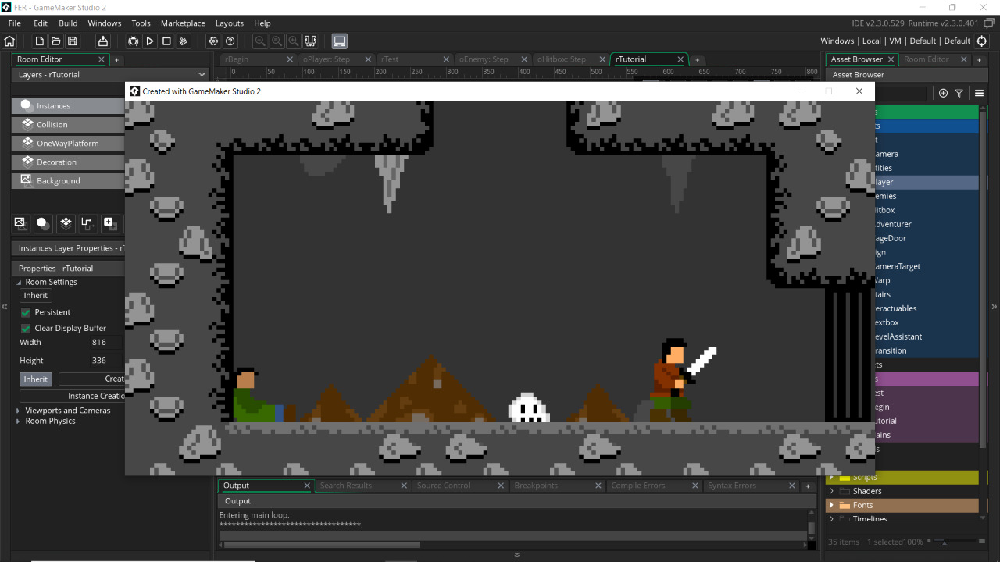 FER - GameMaker Studio 2
File Edit Build Windows Tools Marketplace Layouts Help
IDE v2.3.0.529 Runtime v2.3.0.401
Windows | Local | VM | Default | Default
Room Editor
rBegin oPlayer: Step rTest oEnemy: Step oHitbox: Step rTutorial
Asset Browser Room Editor
Layers - rTutorial
0 50 100 150 200 250 300 350 400 450 500 550 600 650 700 750 800
Asset Browser
Created with GameMaker Studio 2
Instances
Collision
OneWayPlatform
Decoration
Background
Instances Layer Properties - rT
Properties - rTutorial
Room Settings
Inherit
Persistent
Clear Display Buffer
Width 816
Height 336
Inherit Creat
Instance Creatio
Viewports and Cameras
Room Physics
s
ts
t
amera
tities
layer
emies
litbox
dventurer
ageDoor
ign
ameraTarget
Warp
tairs
eractuables
extbox
evelAssistant
ransition
ets
s
est
egin
utorial
ains
s
Scripts
Shaders
Fonts
Timelines
35 items 1 selected 100%
Output Search Results Source Control Breakpoints Compile Errors Syntax Errors
Output
Entering main loop.
**********************************.